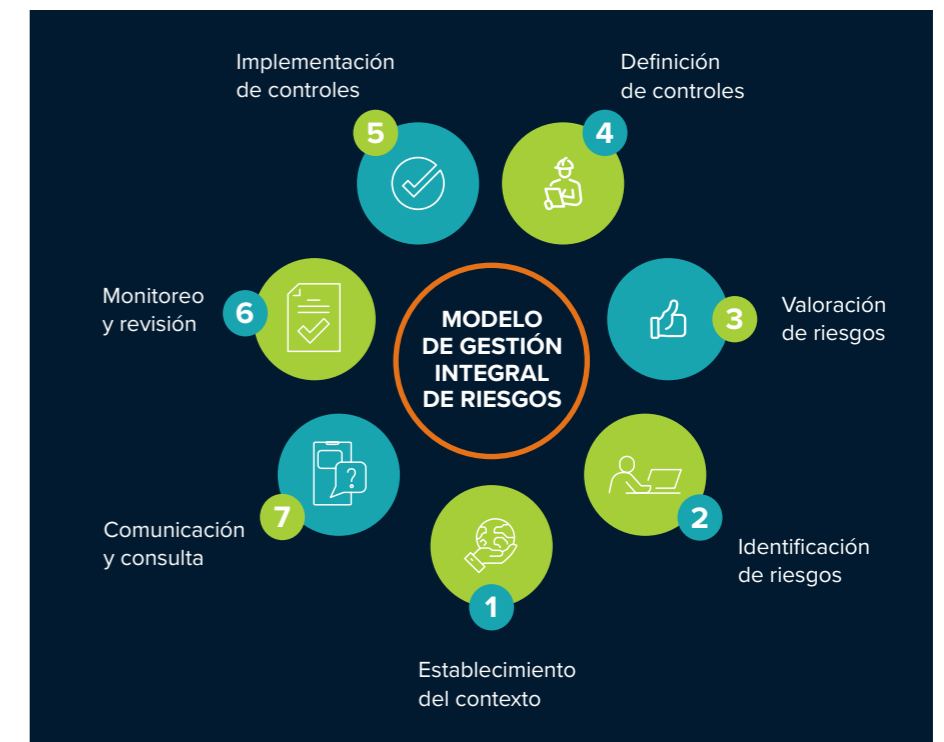 Implementación
de controles
5
Definición
de controles
4
Monitoreo
y revisión
6
MODELO
DE GESTIÓN
INTEGRAL
DE RIESGOS
3
Valoración
de riesgos
?
Comunicación
y consulta
7
2
Identificación
de riesgos
1
Establecimiento
del contexto